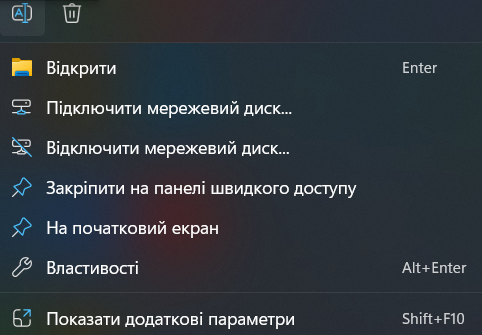 Відкрити Enter
Підключити мережевий диск...
Відключити мережевий диск...
Закріпити на панелі швидкого доступу
На початковий екран
Властивості Alt+Enter
Показати додаткові параметри Shift+F10